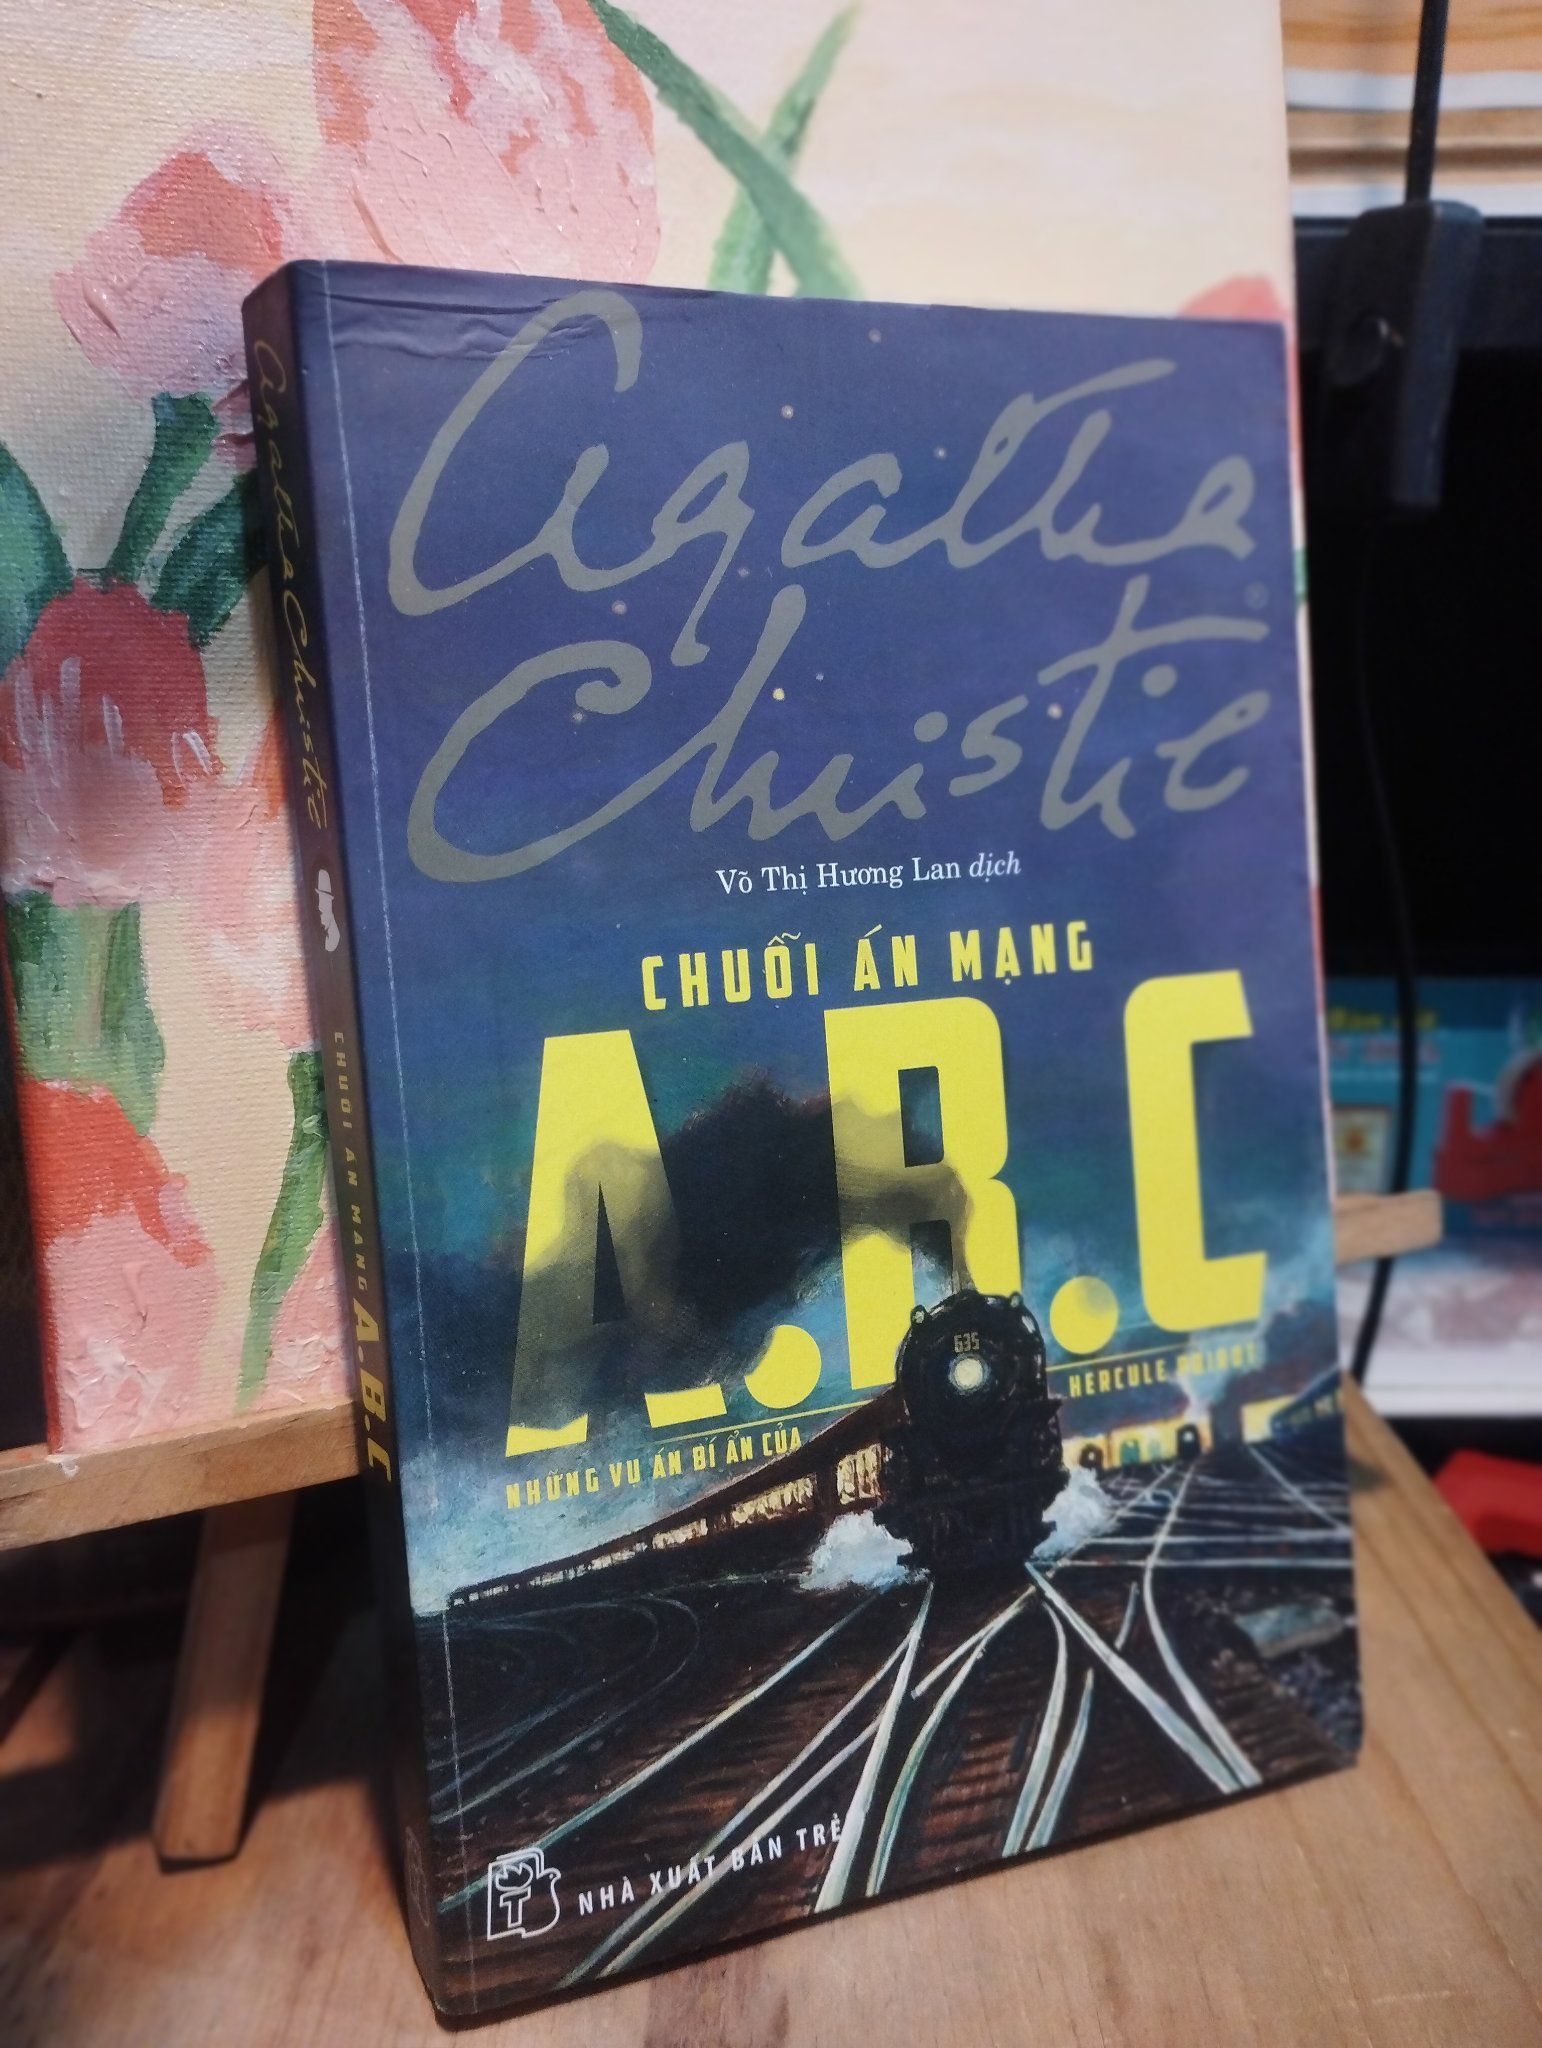 Agatha
Christie
Võ Thị Hương Lan dịch
CHUỖI ÁN MẠNG
A.B.C
NHỮNG VỤ ÁN BÍ ẨN CỦA
HERCULE POIROT
635
NHÀ XUẤT BẢN TRẺ
Agatha Christie
CHUỖI ÁN MẠNG A.B.C